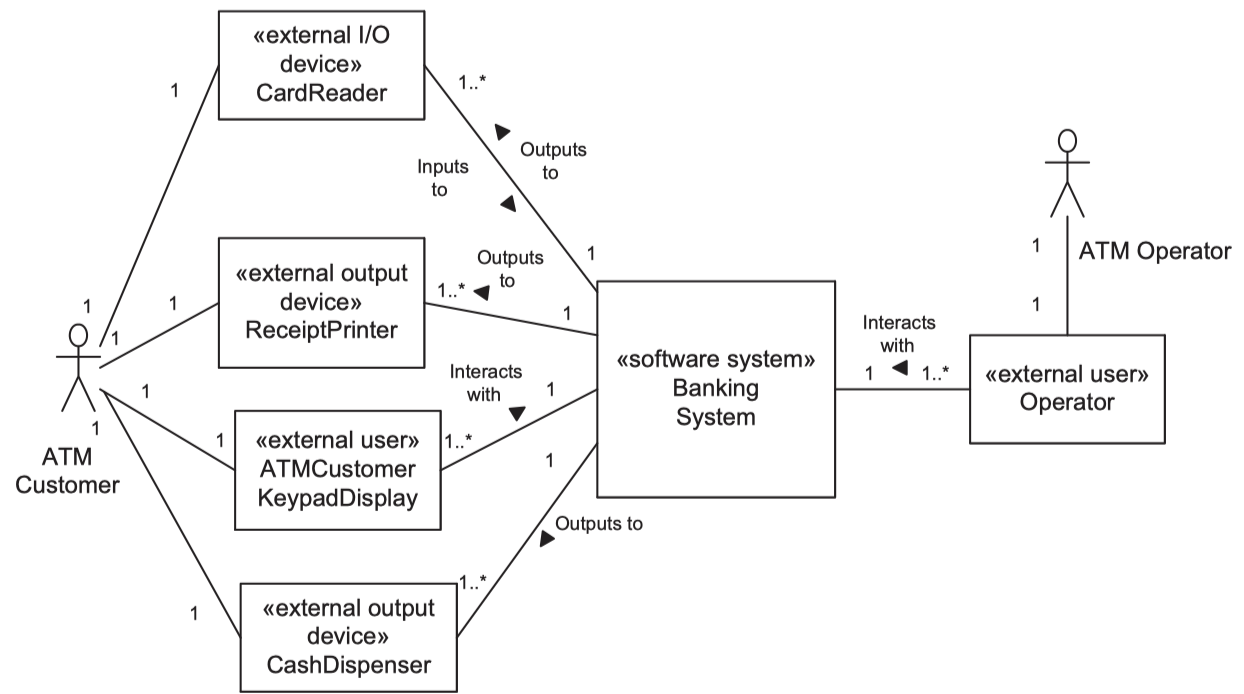 «external I/O
device»
CardReader
1
1..*
Outputs
to
Inputs
to
1
ATM Operator
1
1
«external output
device»
ReceiptPrinter
Outputs
to
1..*
1
1
1
1
Interacts
with
1
1..*
«external user»
Operator
«software system»
Banking
System
Interacts
with
1
1..*
1
1
1
ATM
Customer
«external user»
ATMCustomer
KeypadDisplay
1
Outputs to
1..*
1
«external output
device»
CashDispenser